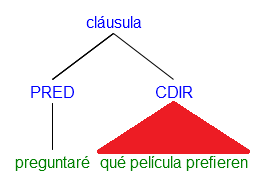 cláusula
PRED CDIR
preguntaré qué película prefieren